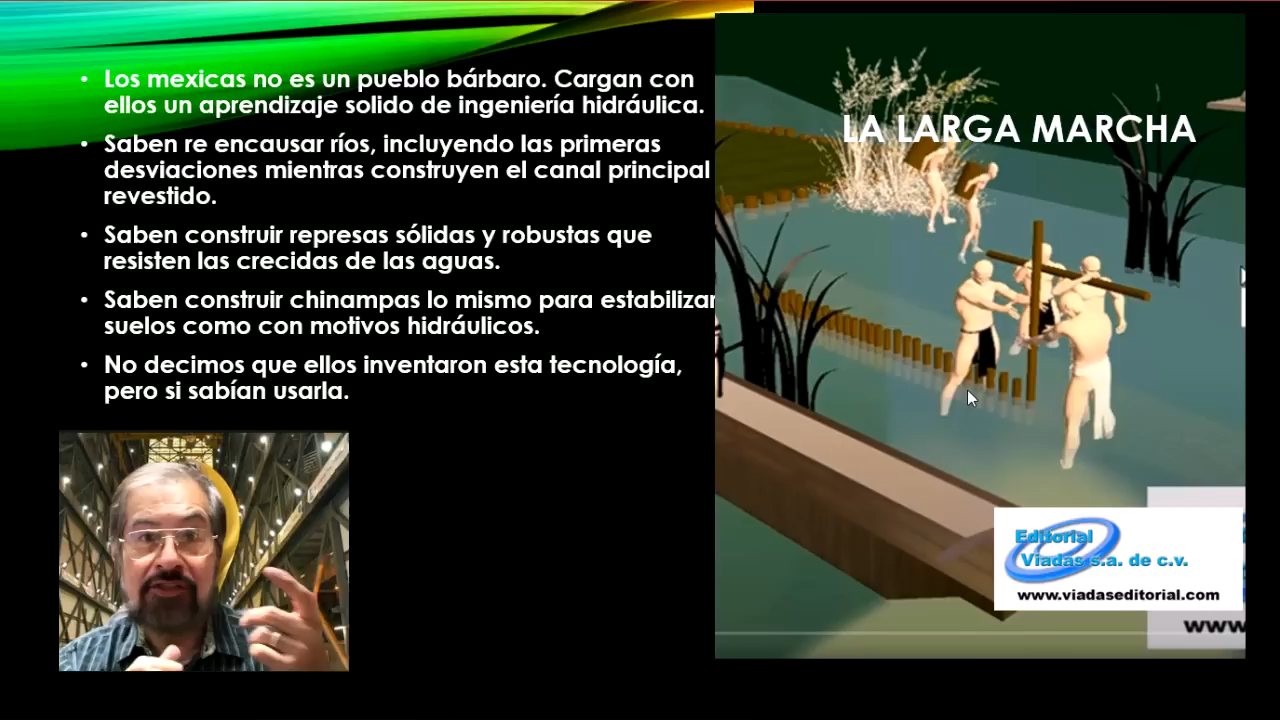 • Los mexicas no es un pueblo bárbaro. Cargan con
ellos un aprendizaje solido de ingeniería hidráulica.
• Saben re encausar ríos, incluyendo las primeras
desviaciones mientras construyen el canal principal
revestido.
• Saben construir represas sólidas y robustas que
resisten las crecidas de las aguas.
• Saben construir chinampas lo mismo para estabilizar
suelos como con motivos hidráulicos.
• No decimos que ellos inventaron esta tecnología,
pero si sabían usarla.
LA LARGA MARCHA
Editorial
Viadas s.a. de c.v.
www.viadaseditorial.com
www